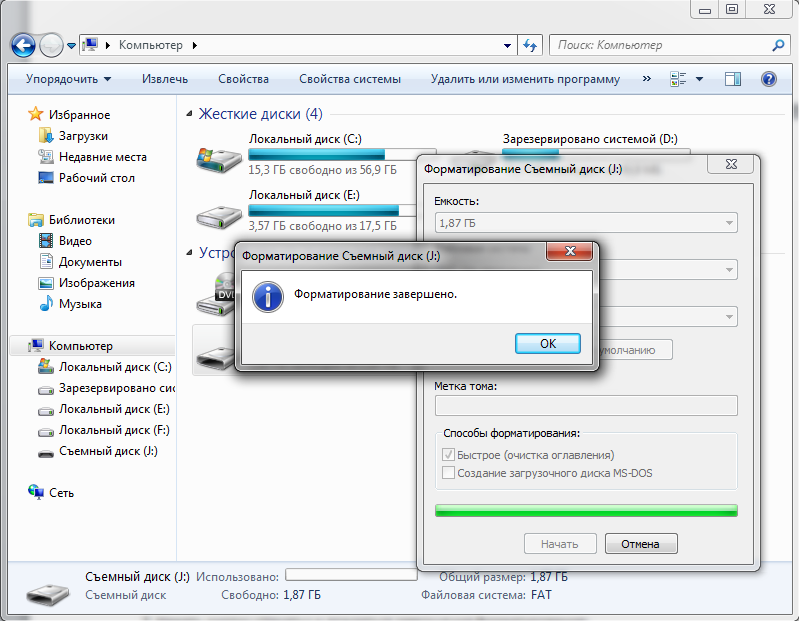 Компьютер
Поиск: Компьютер
Упорядочить Извлечь Свойства Свойства системы Удалить или изменить программу »
Избранное
Загрузки
Недавние места
Рабочий стол
Библиотеки
Видео
Документы
Изображения
Музыка
Компьютер
Локальный диск (C:)
Зарезервировано сис
Локальный диск (E:)
Локальный диск (F:)
Съемный диск (J:)
Сеть
Жесткие диски (4)
Локальный диск (C:)
15,3 ГБ свободно из 56,9 ГБ
Зарезервировано системой (D:)
Локальный диск (E:)
3,57 ГБ свободно из 17,5 ГБ
Устро
DV
Форматирование Съемный диск (J:)
Емкость:
1,87 ГБ
умолчанию
Метка тома:
Способы форматирования:
Быстрое (очистка оглавления)
Создание загрузочного диска MS-DOS
Начать
Отмена
Форматирование Съемный диск (J:)
Форматирование завершено.
OK
Съемный диск (J:) Использовано: Общий размер: 1,87 ГБ
Съемный диск Свободно: 1,87 ГБ Файловая система: FAT